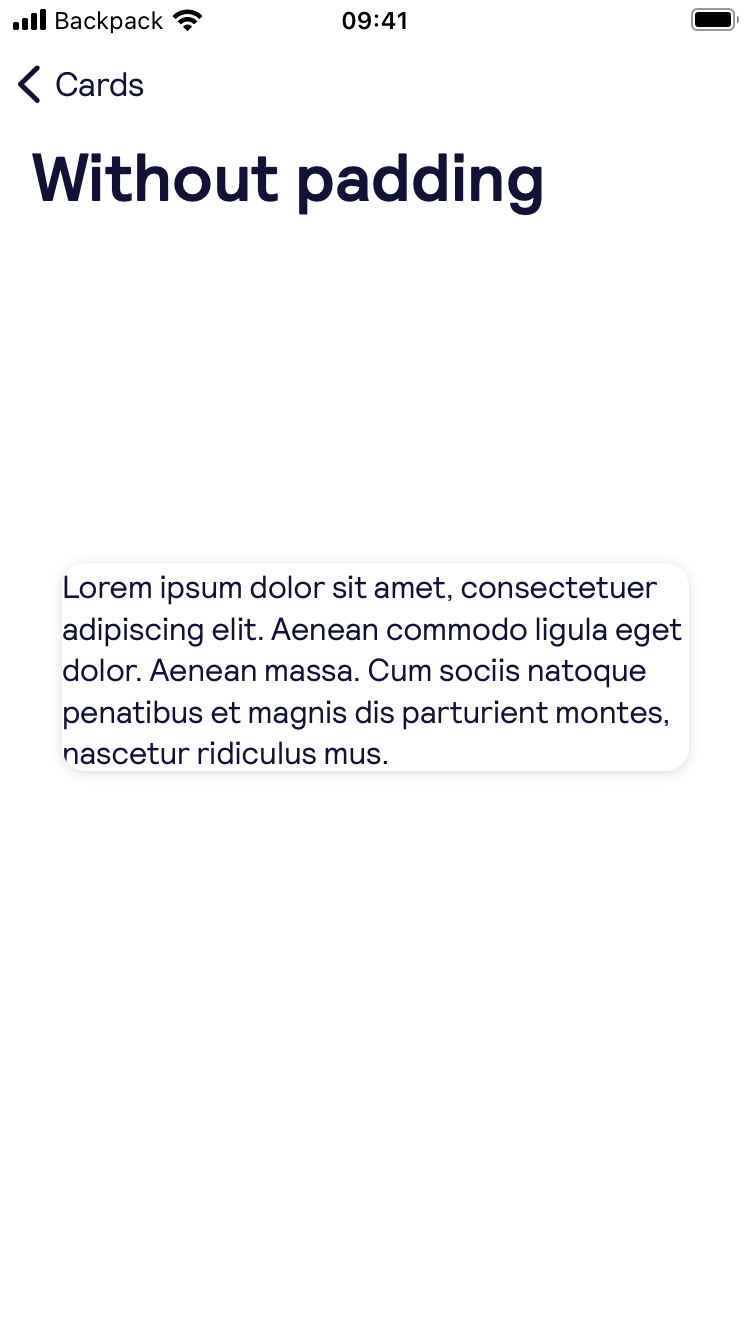 Backpack 09:41
Cards
Without padding
Lorem ipsum dolor sit amet, consectetuer
adipiscing elit. Aenean commodo ligula eget
dolor. Aenean massa. Cum sociis natoque
penatibus et magnis dis parturient montes,
nascetur ridiculus mus.